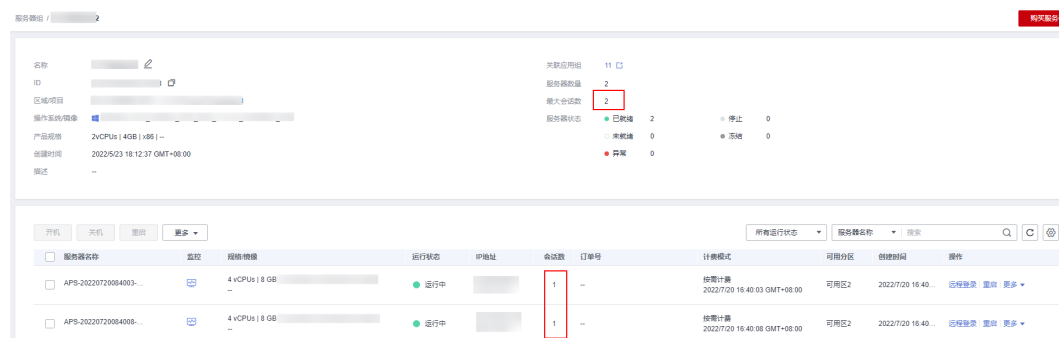 服务器组 / 2
购买服务
名称
ID
区域/项目
操作系统/镜像
产品规格 2vCPUs | 4GB | x86 | --
创建时间 2022/5/23 18:12:37 GMT+08:00
描述 --
关联应用组 11
服务器数量 2
最大会话数 2
服务器状态 已就绪 2 停止 0
未就绪 0 冻结 0
异常 0
开机 关机 重启 更多 所有运行状态 服务器名称 搜索
服务器名称 监控 规格/镜像 运行状态 IP地址 会话数 订单号 计费模式 可用分区 创建时间 操作
APS-20220720084003-... 4 vCPUs | 8 GB 运行中 1 -- 按需计费 可用区2 2022/7/20 16:40... 远程登录 重启 更多
-- 2022/7/20 16:40:03 GMT+08:00
APS-20220720084008-... 4 vCPUs | 8 GB 运行中 1 -- 按需计费 可用区2 2022/7/20 16:40... 远程登录 重启 更多
-- 2022/7/20 16:40:08 GMT+08:00